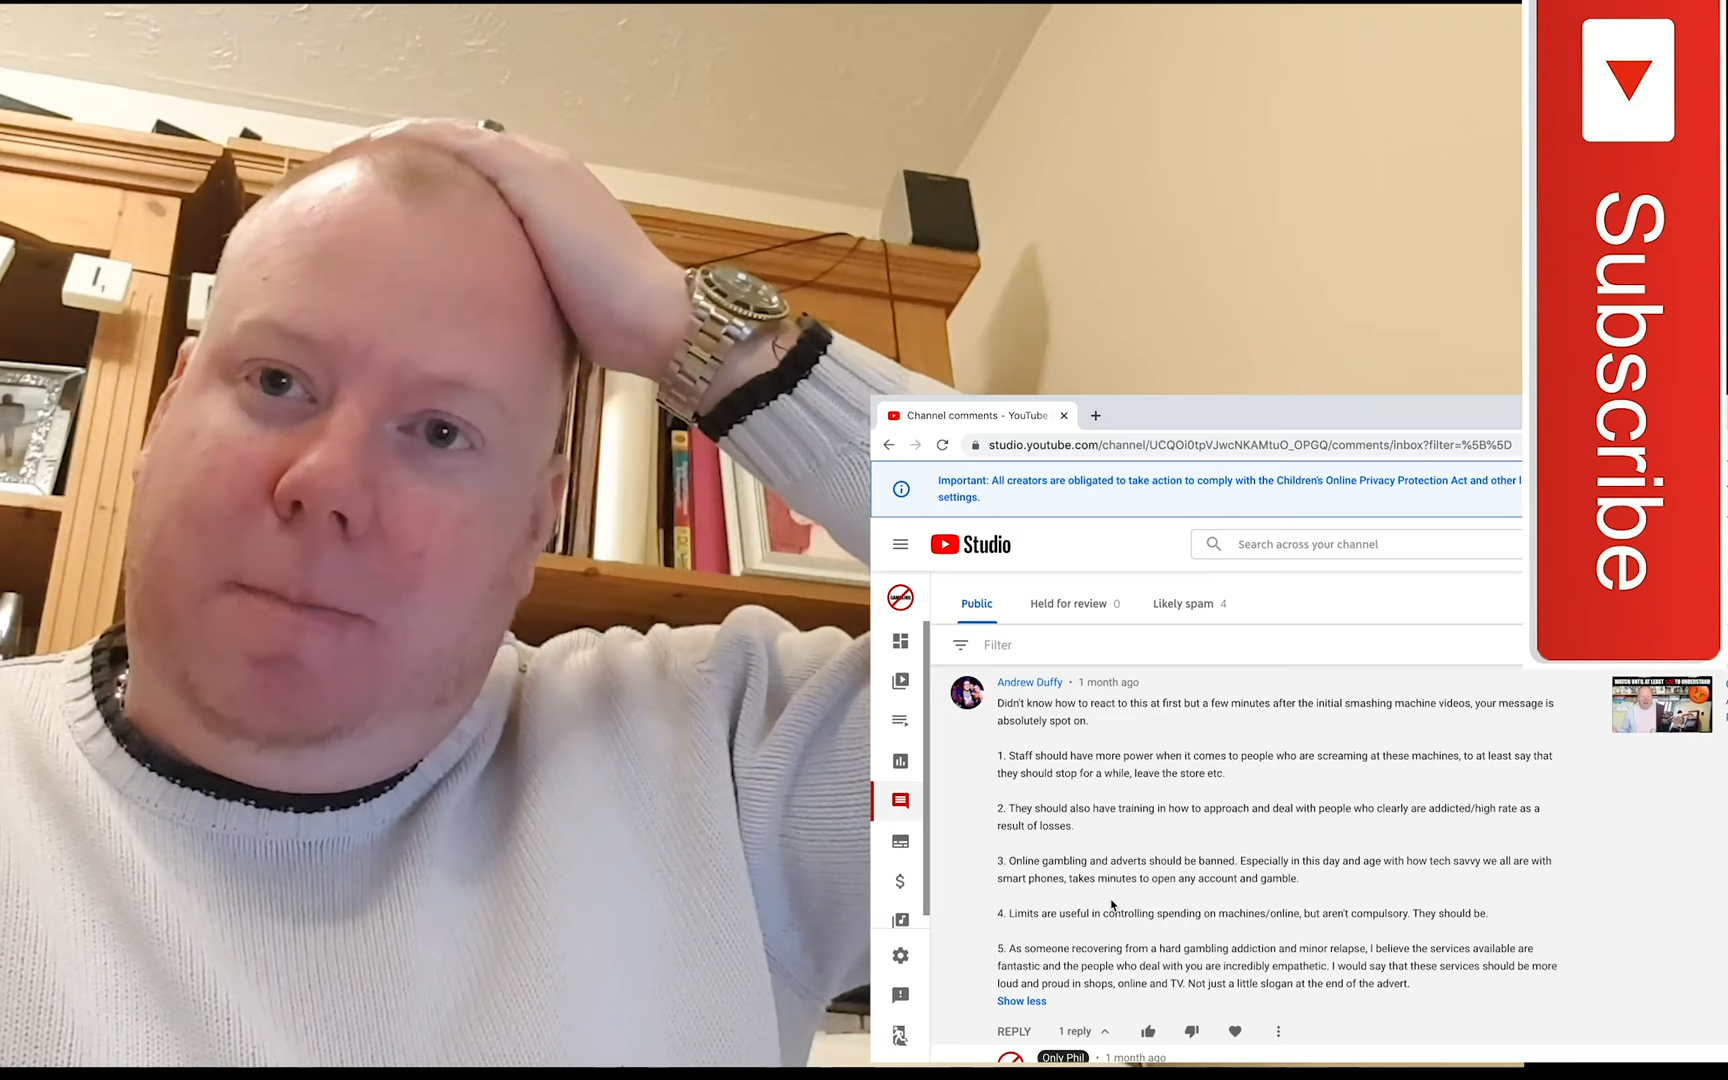 Subscribe
Channel comments - YouTube
studio.youtube.com/channel/UCQOi0tpVJwcNKAMtuO_OPGQ/comments/inbox?filter=%5B%5D
Important: All creators are obligated to take action to comply with the Children's Online Privacy Protection Act and other l
settings.
Studio
Search across your channel
Public Held for review 0 Likely spam 4
Filter
Andrew Duffy • 1 month ago
Didn't know how to react to this at first but a few minutes after the initial smashing machine videos, your message is
absolutely spot on.
1. Staff should have more power when it comes to people who are screaming at these machines, to at least say that
they should stop for a while, leave the store etc.
2. They should also have training in how to approach and deal with people who clearly are addicted/high rate as a
result of losses.
3. Online gambling and adverts should be banned. Especially in this day and age with how tech savvy we all are with
smart phones, takes minutes to open any account and gamble.
4. Limits are useful in controlling spending on machines/online, but aren't compulsory. They should be.
5. As someone recovering from a hard gambling addiction and minor relapse, I believe the services available are
fantastic and the people who deal with you are incredibly empathetic. I would say that these services should be more
loud and proud in shops, online and TV. Not just a little slogan at the end of the advert.
Show less
REPLY 1 reply
Only Phil • 1 month ago